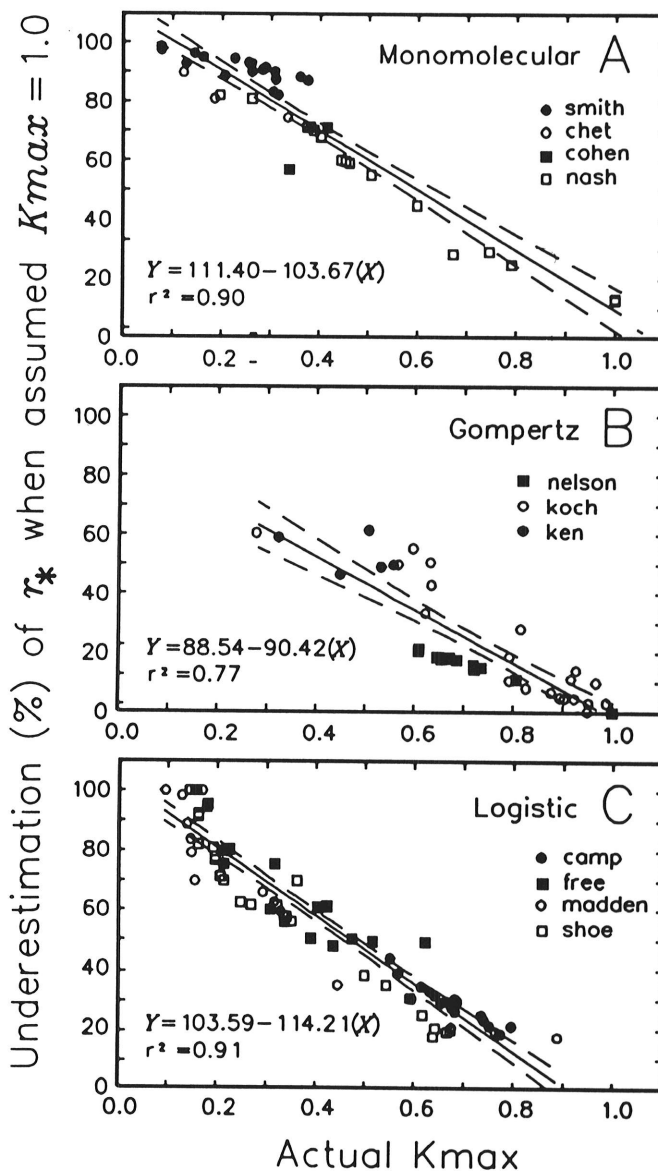 Underestimation (%) of r* when assumed Kmax = 1.0
Monomolecular A
100
80
60
40
20
0
smith
chet
cohen
nash
Y = 111.40-103.67(X)
r² = 0.90
0.0 0.2 0.4 0.6 0.8 1.0
Gompertz B
100
80
60
40
20
0
nelson
koch
ken
Y = 88.54-90.42(X)
r² = 0.77
0.0 0.2 0.4 0.6 0.8 1.0
Logistic C
100
80
60
40
20
0
camp
free
madden
shoe
Y = 103.59-114.21(X)
r² = 0.91
0.0 0.2 0.4 0.6 0.8 1.0
Actual Kmax